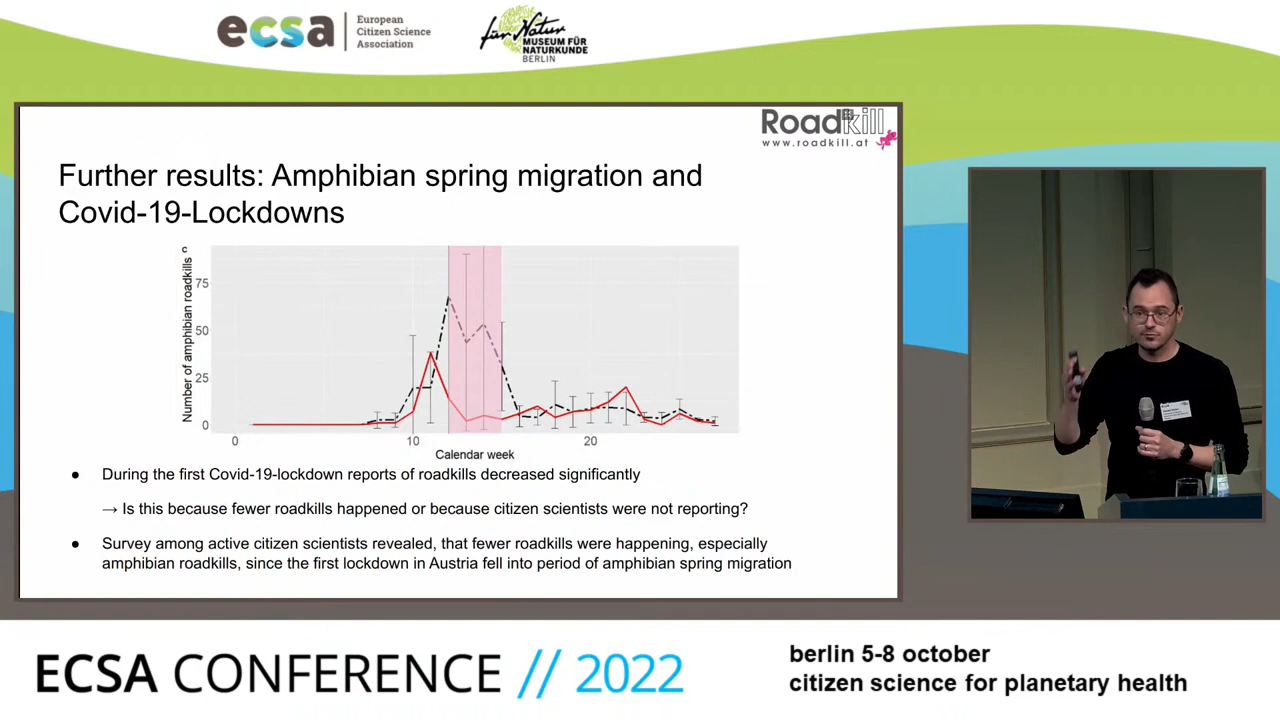 ecsa
European
Citizen Science
Association
für Natur
MUSEUM FÜR
NATURKUNDE
BERLIN
Roadkill
www.roadkill.at
Further results: Amphibian spring migration and
Covid-19-Lockdowns
c
Number of amphibian roadkills
75
50
25
0
0
10
20
Calendar week
● During the first Covid-19-lockdown reports of roadkills decreased significantly
→ Is this because fewer roadkills happened or because citizen scientists were not reporting?
● Survey among active citizen scientists revealed, that fewer roadkills were happening, especially
amphibian roadkills, since the first lockdown in Austria fell into period of amphibian spring migration
ECSA CONFERENCE // 2022
berlin 5-8 october
citizen science for planetary health